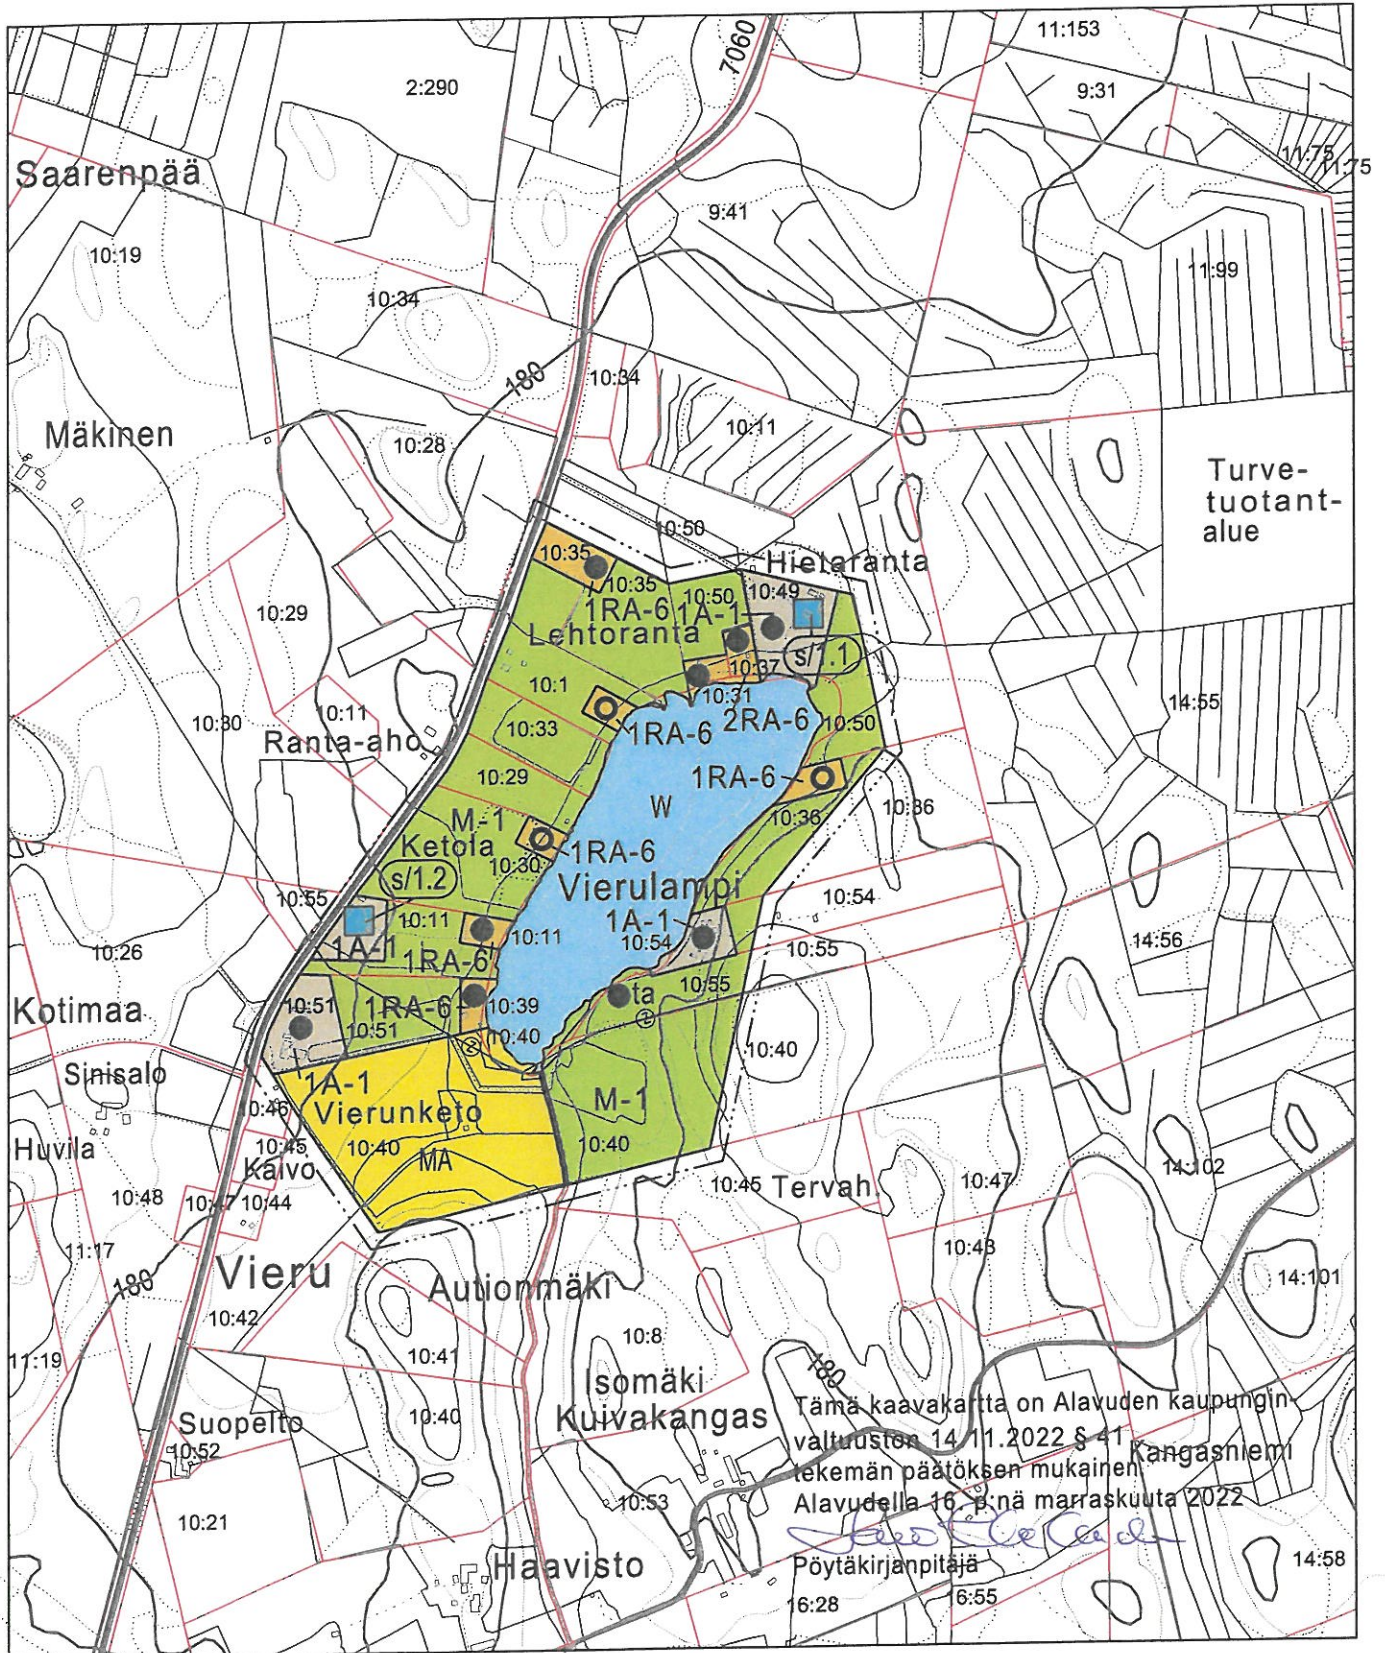 7060
11:153
2:290
9:31
11:75
11:75
Saarenpää
9:41
10:19
11:99
10:34
180
10:34
Mäkinen
10:28
10:11
Turve-
tuotant-
alue
10:50
10:35
Hietaranta
10:35
10:50
10:49
10:29
1RA-6
1A-1
Lehtoranta
s/1.1
10:37
10:1
10:31
14:55
10:30
10:11
10:33
1RA-6
2RA-6
10:50
Ranta-aho
10:29
1RA-6
W
10:36
10:36
M-1
Ketola
1RA-6
10:30
s/1.2
Vierulampi
10:54
10:55
10:11
1A-1
10:11
10:54
14:56
10:26
1A-1
1RA-6
10:55
10:55
Kotimaa
10:51
1RA-6
10:39
ta
2
10:51
10:40
2
10:40
Sinisalo
1A-1
M-1
10:46
Vierunketo
Huvila
10:45
10:40
MA
10:40
Kaivo
14:102
10:48
10:47
10:44
10:45
Tervah.
10:47
11:17
10:43
180
Vieru
Autionmäki
14:101
10:42
10:8
11:19
10:41
180
Isomäki
Kuivakangas
10:40
Suopelto
10:52
Tämä kaavakartta on Alavuden kaupungin-
valtuuston 14.11.2022 § 41
Kangasniemi
tekemän päätöksen mukainen.
10:53
Alavudella 16. p:nä marraskuuta 2022
10:21
Haavisto
Pöytäkirjanpitäjä
14:58
16:28
16:55